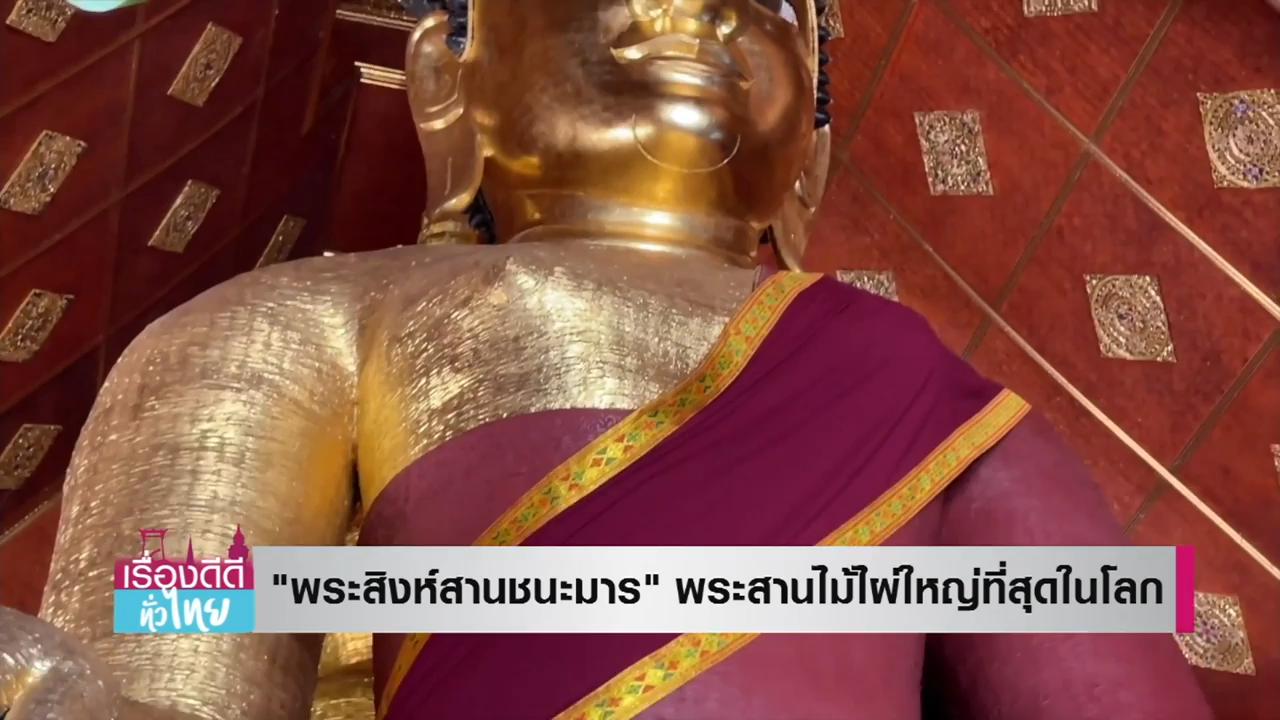 เรื่องดีดี
ทั่วไทย
"พระสิงห์สานชนะมาร" พระสานไม้ไผ่ใหญ่ที่สุดในโลก